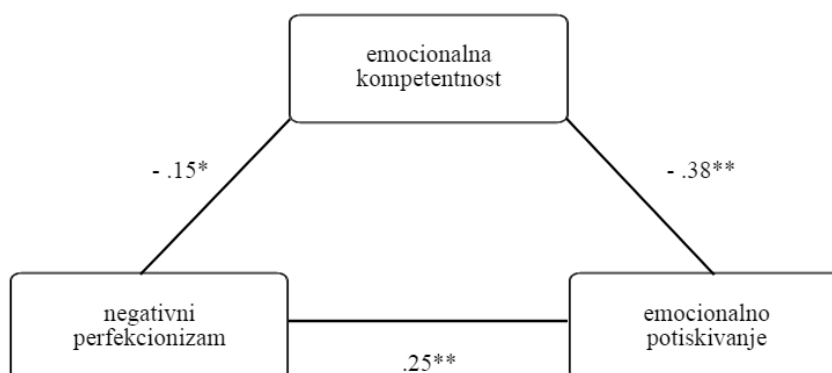 emocionalna
kompetentnost
- .15*
- .38**
negativni
perfekcionizam
emocionalno
potiskivanje
.25**